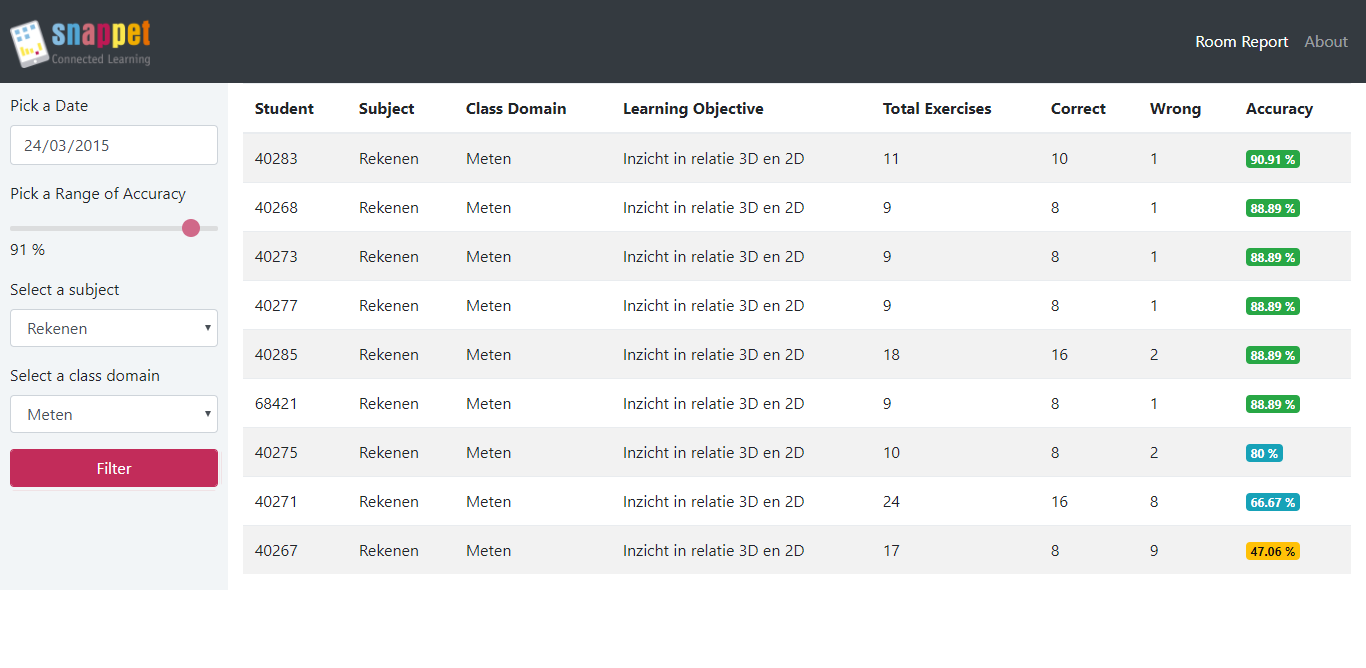 snappet
Connected Learning
Room Report About
Pick a Date
24/03/2015
Pick a Range of Accuracy
91 %
Select a subject
Rekenen
Select a class domain
Meten
Filter
Student Subject Class Domain Learning Objective Total Exercises Correct Wrong Accuracy
40283 Rekenen Meten Inzicht in relatie 3D en 2D 11 10 1 90.91 %
40268 Rekenen Meten Inzicht in relatie 3D en 2D 9 8 1 88.89 %
40273 Rekenen Meten Inzicht in relatie 3D en 2D 9 8 1 88.89 %
40277 Rekenen Meten Inzicht in relatie 3D en 2D 9 8 1 88.89 %
40285 Rekenen Meten Inzicht in relatie 3D en 2D 18 16 2 88.89 %
68421 Rekenen Meten Inzicht in relatie 3D en 2D 9 8 1 88.89 %
40275 Rekenen Meten Inzicht in relatie 3D en 2D 10 8 2 80 %
40271 Rekenen Meten Inzicht in relatie 3D en 2D 24 16 8 66.67 %
40267 Rekenen Meten Inzicht in relatie 3D en 2D 17 8 9 47.06 %